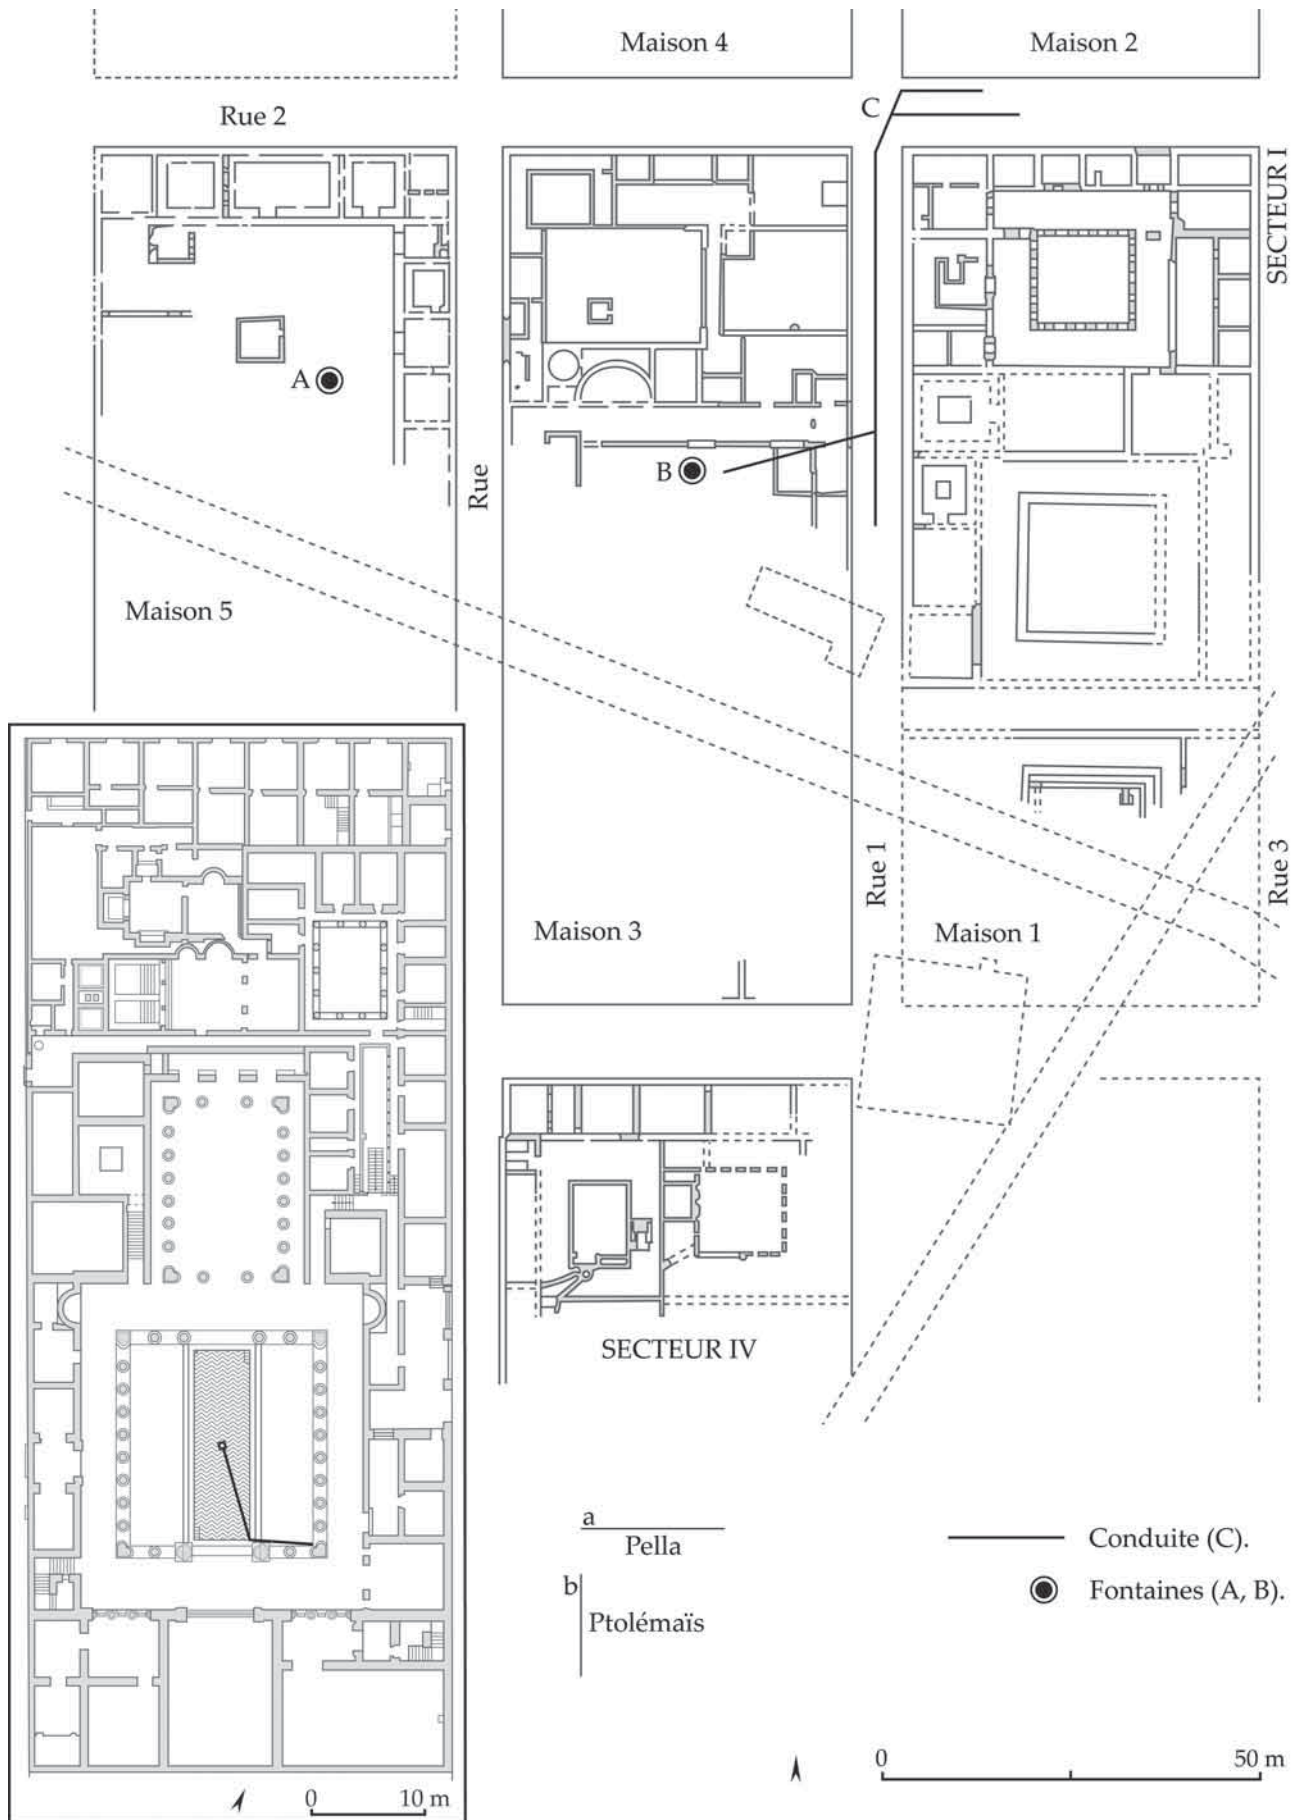 Maison 4
Maison 2
Rue 2
C
SECTEUR I
A
B
Rue
Maison 5
Rue 1
Rue 3
Maison 3
Maison 1
SECTEUR IV
a
Pella
b
Ptolémaïs
Conduite (C).
Fontaines (A, B).
0
10 m
0
50 m